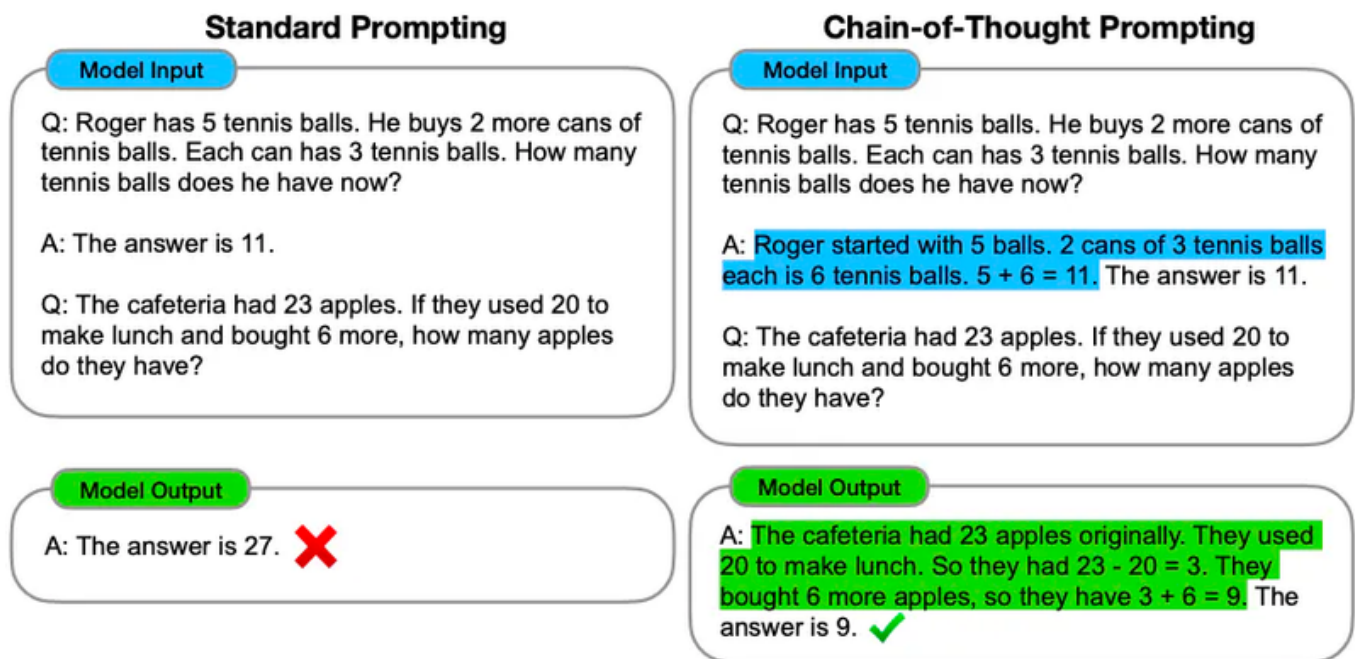 Standard Prompting
Model Input
Q: Roger has 5 tennis balls. He buys 2 more cans of
tennis balls. Each can has 3 tennis balls. How many
tennis balls does he have now?
A: The answer is 11.
Q: The cafeteria had 23 apples. If they used 20 to
make lunch and bought 6 more, how many apples
do they have?
Model Output
A: The answer is 27.
Chain-of-Thought Prompting
Model Input
Q: Roger has 5 tennis balls. He buys 2 more cans of
tennis balls. Each can has 3 tennis balls. How many
tennis balls does he have now?
A: Roger started with 5 balls. 2 cans of 3 tennis balls
each is 6 tennis balls. 5 + 6 = 11. The answer is 11.
Q: The cafeteria had 23 apples. If they used 20 to
make lunch and bought 6 more, how many apples
do they have?
Model Output
A: The cafeteria had 23 apples originally. They used
20 to make lunch. So they had 23 - 20 = 3. They
bought 6 more apples, so they have 3 + 6 = 9. The
answer is 9.